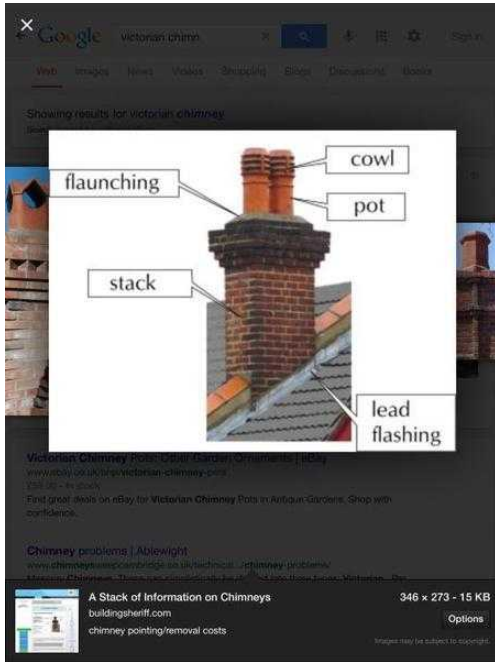 Google
victorian chimn
Sign in
Web Images News Videos Shopping Blogs Discussions Books
Showing results for victorian chimney
cowl
flaunching
pot
stack
lead
flashing
Victorian Chimney Pots: Other Garden Ornaments | eBay
Find great deals on eBay for Victorian Chimney Pots in Antique Gardens. Shop with
confidence.
Chimney problems | Ablewight
A Stack of Information on Chimneys
346 × 273 - 15 KB
buildingsheriff.com
Options
chimney pointing/removal costs
Images may be subject to copyright.